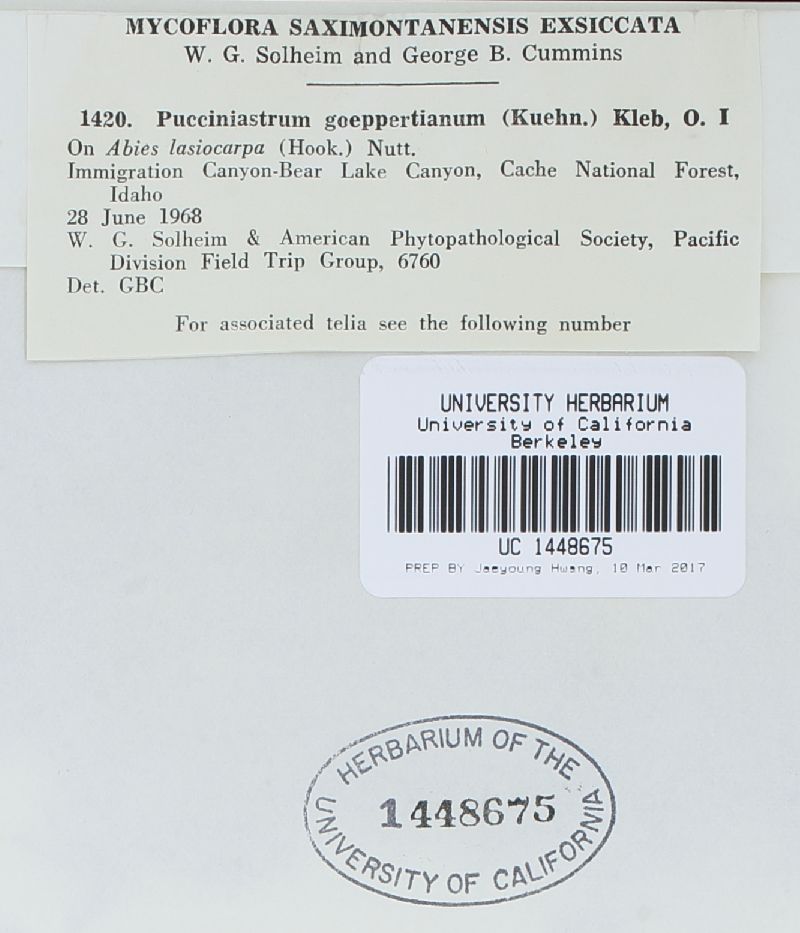 MYCOFLORA SAXIMONTANENSIS EXSICCATA
W. G. Solheim and George B. Cummins
1420. Pucciniastrum goeppertianum (Kuehn.) Kleb, O. I
On Abies lasiocarpa (Hook.) Nutt.
Immigration Canyon-Bear Lake Canyon, Cache National Forest,
Idaho
28 June 1968
W. G. Solheim & American Phytopathological Society, Pacific
Division Field Trip Group, 6760
Det. GBC
For associated telia see the following number
UNIVERSITY HERBARIUM
University of California
Berkeley
UC 1448675
PREP BY Jaeyoung Hwang, 10 Mar 2017
HERBARIUM OF THE
1448675
UNIVERSITY OF CALIFORNIA